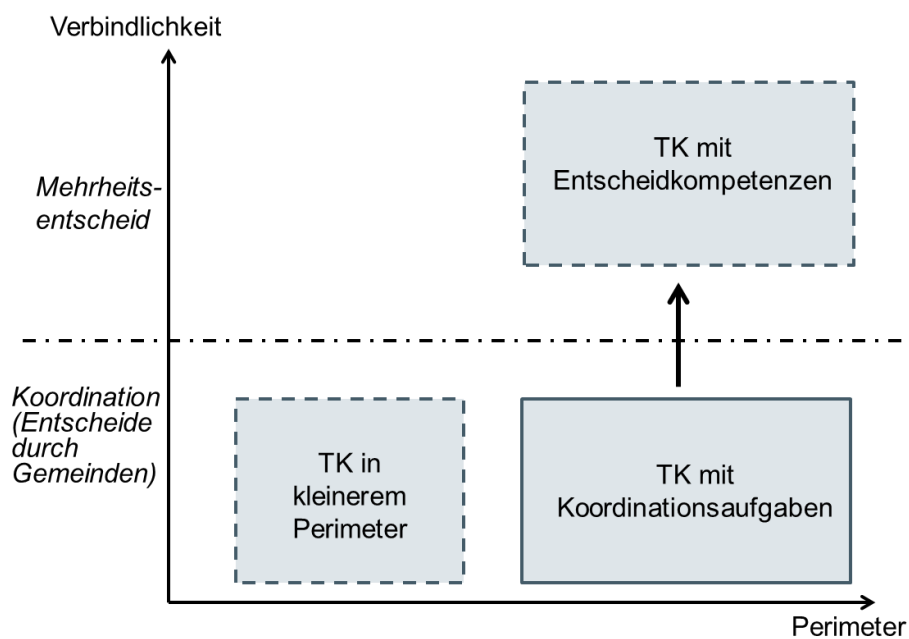 Verbindlichkeit
TK mit
Entscheidkompetenzen
Mehrheits-
entscheid
Koordination
(Entscheide
durch
Gemeinden)
TK in
kleinerem
Perimeter
TK mit
Koordinationsaufgaben
Perimeter